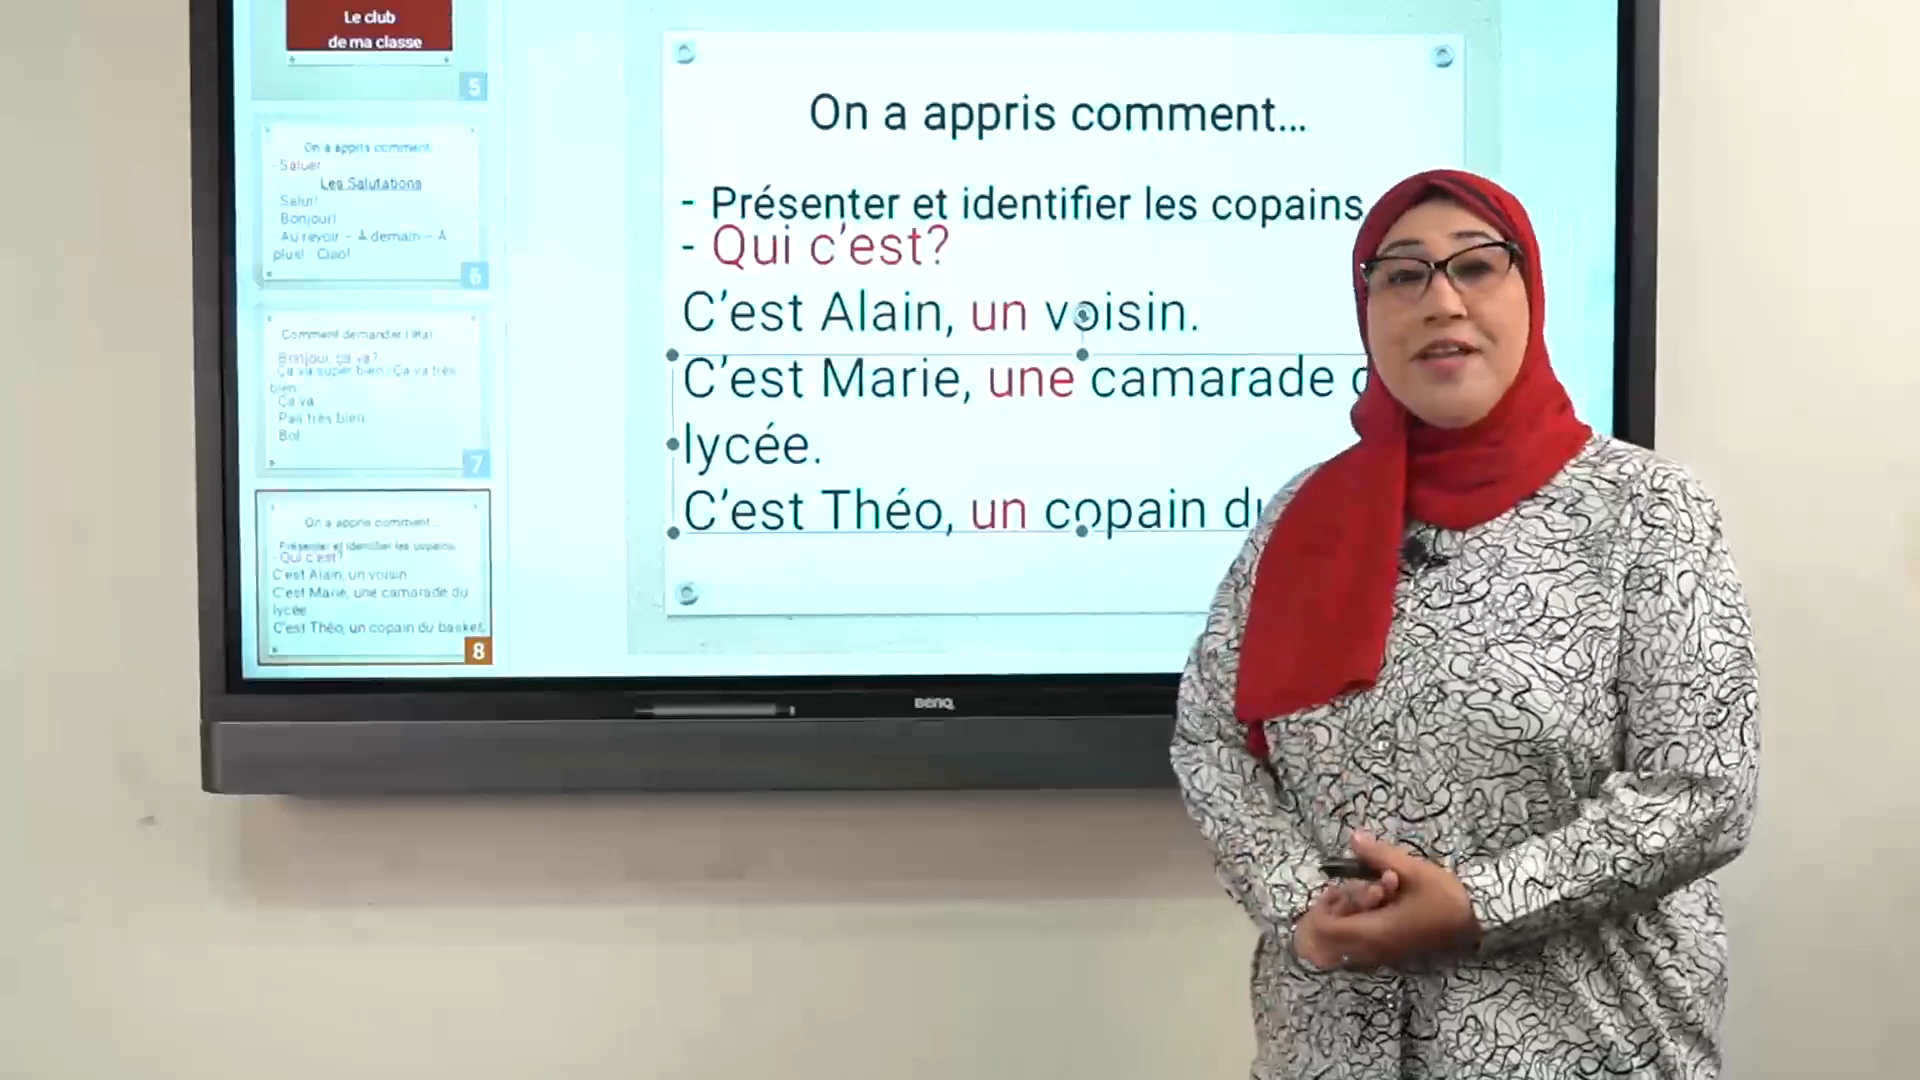 Le club
de ma classe
5
On a appris comment
- Saluer
Les Salutations
Salut!
Bonjour!
Au revoir - A demain - A
plus! Ciao!
6
Comment demander l'état
Bonjour, ça va?
Ça va super bien / Ça va très
bien
Ça va
Pas très bien
Bof
7
On a appris comment...
Présenter et identifier les copains
- Qui c'est?
C'est Alain, un voisin
C'est Marie, une camarade du
lycée
C'est Théo, un copain du basket.
8
On a appris comment...
- Présenter et identifier les copains
- Qui c'est?
C'est Alain, un voisin.
C'est Marie, une camarade
lycée.
C'est Théo, un copain du
BenQ